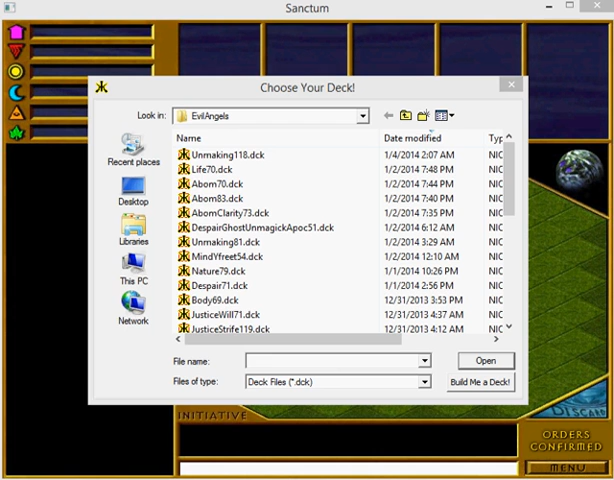 Sanctum
Choose Your Deck!
Look in: EvilAngels
Name Date modified Typ
Recent places
Desktop
Libraries
This PC
Network
Unmaking118.dck 1/4/2014 2:07 AM NIC
Life70.dck 1/2/2014 7:48 PM NIC
Abom70.dck 1/2/2014 7:44 PM NIC
Abom83.dck 1/2/2014 7:40 PM NIC
AbomClarity73.dck 1/2/2014 7:35 PM NIC
DespairGhostUnmagickApoc51.dck 1/2/2014 6:12 AM NIC
Unmaking81.dck 1/2/2014 3:29 AM NIC
MindYfreet54.dck 1/2/2014 12:10 AM NIC
Nature79.dck 1/1/2014 10:26 PM NIC
Despair71.dck 1/1/2014 2:56 PM NIC
Body69.dck 12/31/2013 3:53 PM NIC
JusticeWill71.dck 12/31/2013 4:37 AM NIC
JusticeStrife119.dck 12/31/2013 4:12 AM NIC
File name: Open
Files of type: Deck Files (*.dck) Build Me a Deck!
INITIATIVE
DISCARD
ORDERS
CONFIRMED
MENU